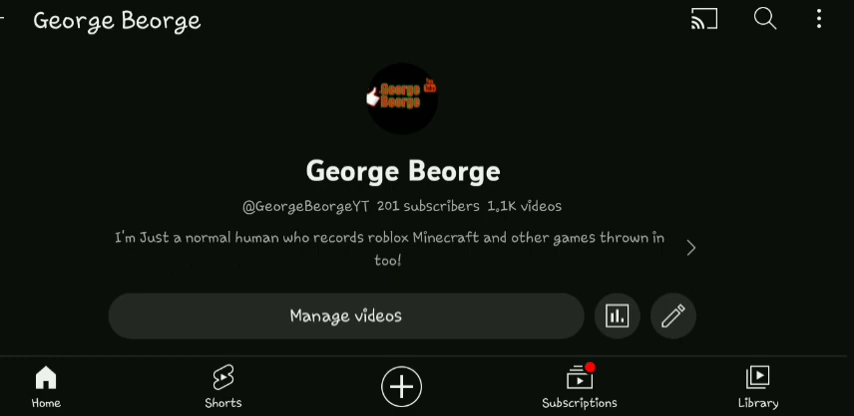 George Beorge
George
Beorge
George Beorge
@GeorgeBeorgeYT 201 subscribers 1,1K videos
I'm Just a normal human who records roblox Minecraft and other games thrown in
too!
Manage videos
Home
Shorts
Subscriptions
Library